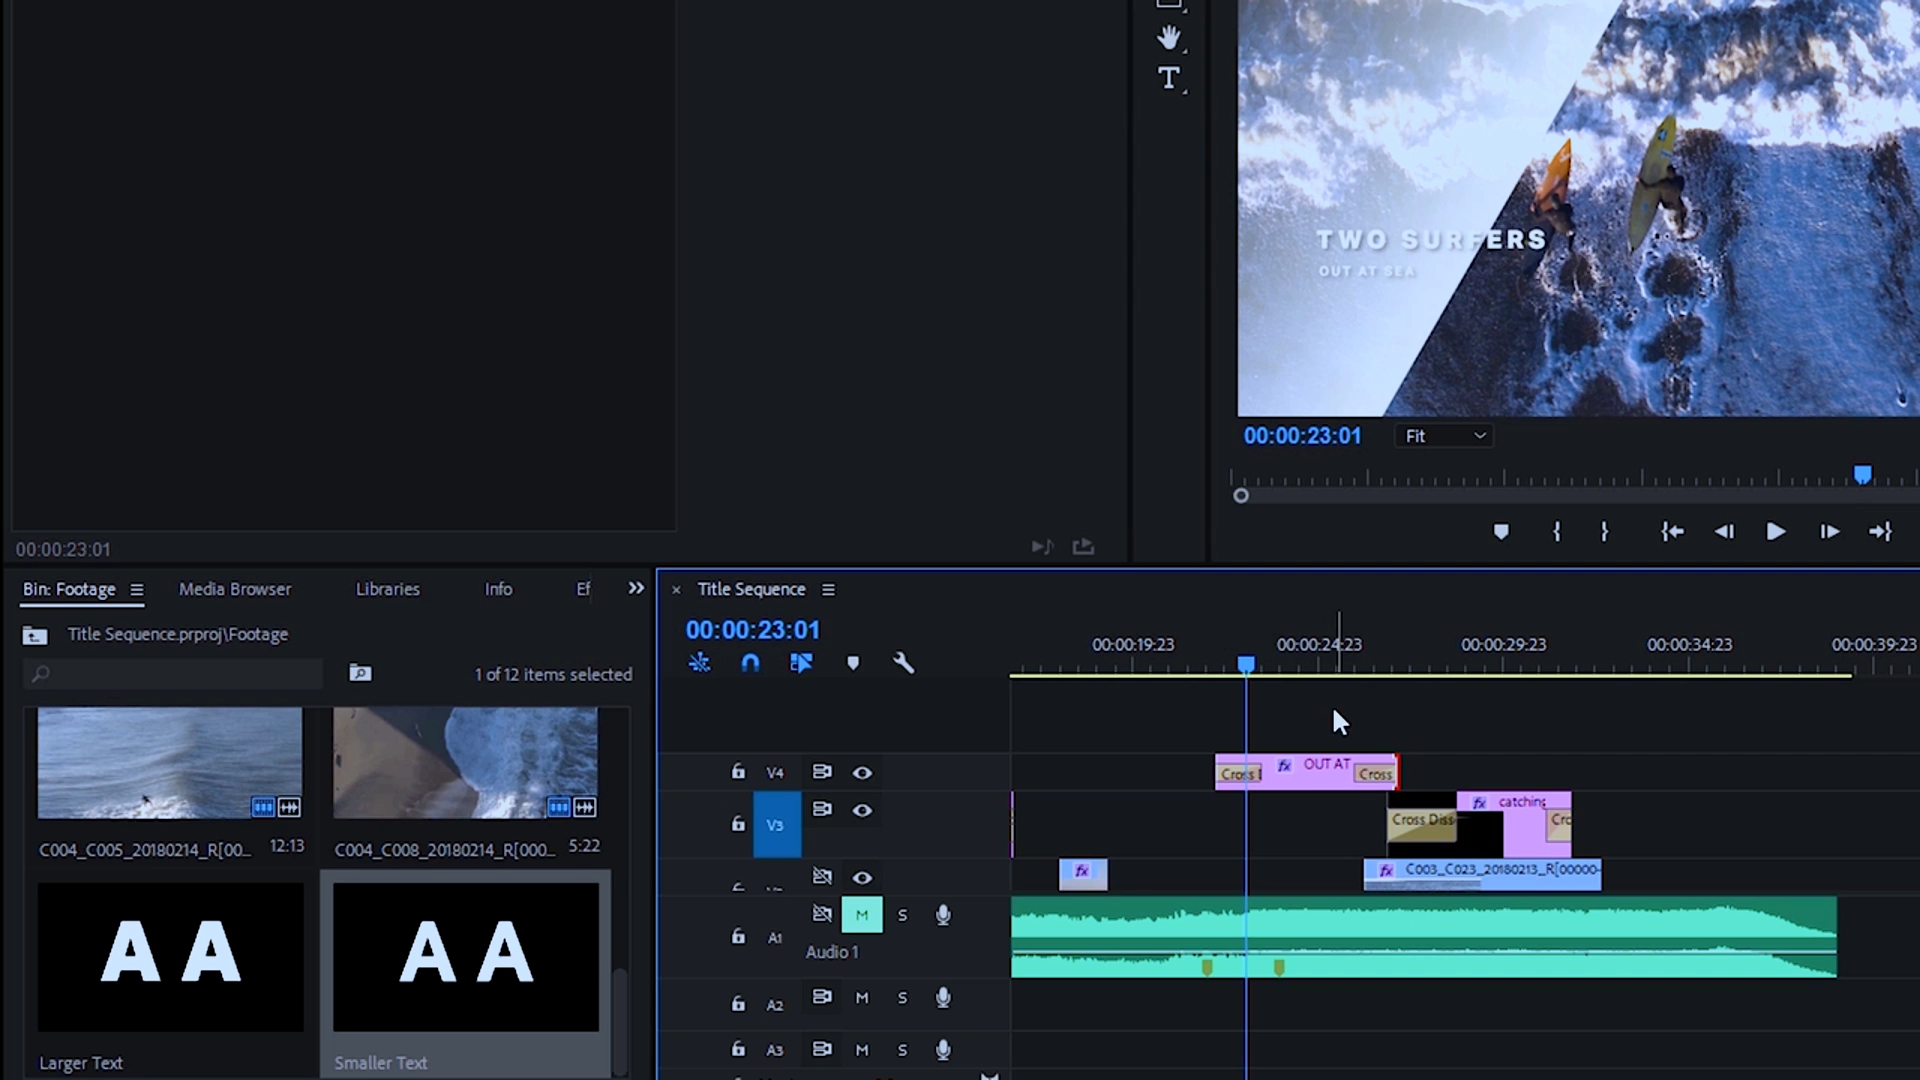 T
TWO SURFERS
OUT AT SEA
00:00:23:01
Fit
00:00:23:01
Bin: Footage
Media Browser
Libraries
Info
Ef
Title Sequence.prproj\Footage
1 of 12 items selected
C004_C005_20180214_R[00...
12:13
C004_C008_20180214_R[000...
5:22
A A
A A
Larger Text
Smaller Text
× Title Sequence
00:00:23:01
00:00:19:23
00:00:24:23
00:00:29:23
00:00:34:23
00:00:39:23
V4
Cross D
fx
OUT AT
Cross
V3
fx
catching
Cross Diss
Cro
fx
fx
C003_C023_20180213_R[00000-
A1
M
S
Audio 1
A2
M
S
A3
M
S